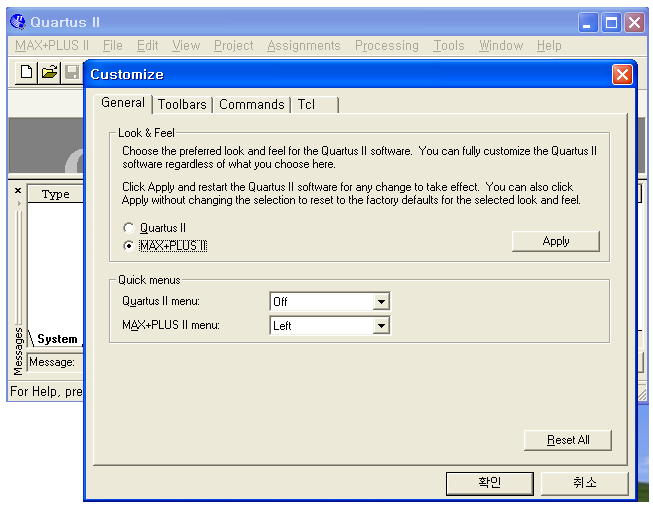 Quartus II
MAX+PLUS II File Edit View Project Assignments Processing Tools Window Help
Customize
General Toolbars Commands Tcl
Look & Feel
Choose the preferred look and feel for the Quartus II software. You can fully customize the Quartus II
software regardless of what you choose here.
Click Apply and restart the Quartus II software for any change to take effect. You can also click
Apply without changing the selection to reset to the factory defaults for the selected look and feel.
Quartus II
MAX+PLUS II
Apply
Quick menus
Quartus II menu: Off
MAX+PLUS II menu: Left
Reset All
확인 취소
Type
System
Messages
Message:
For Help, pre